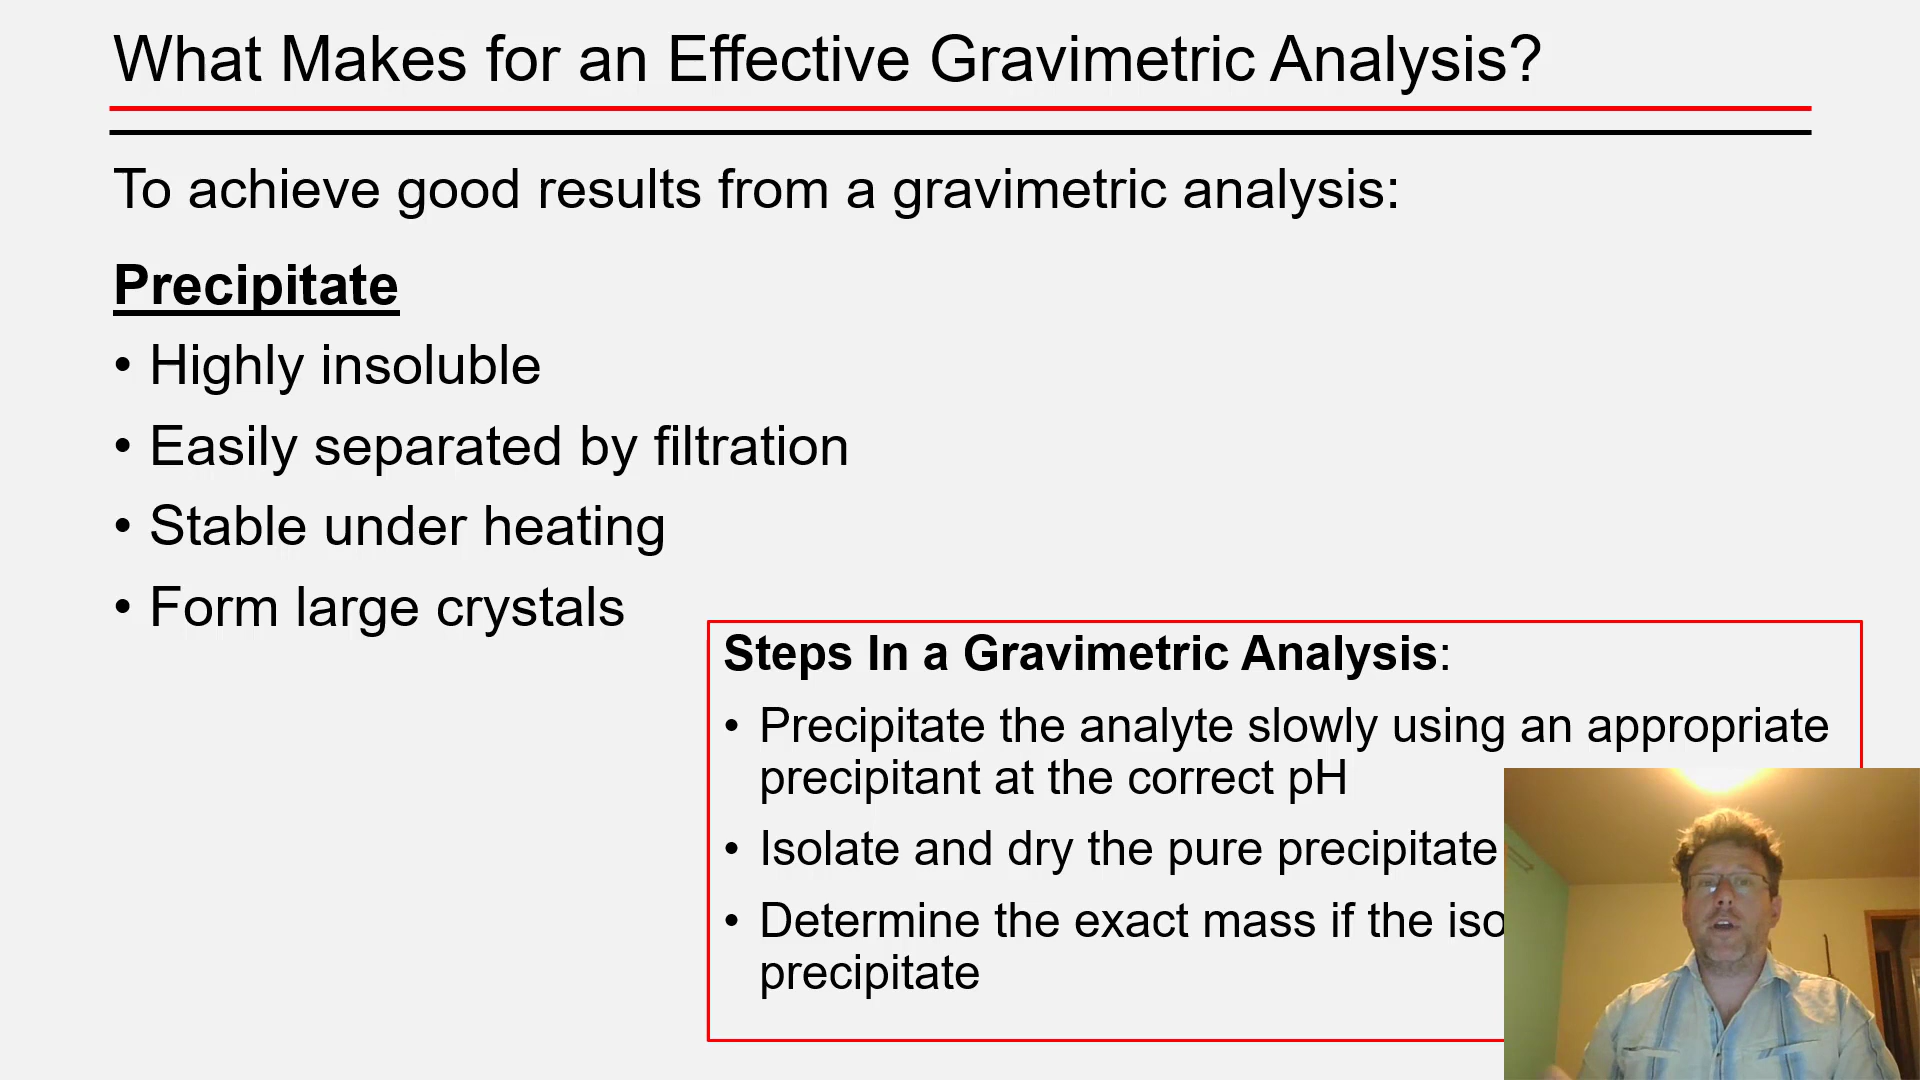 What Makes for an Effective Gravimetric Analysis?
To achieve good results from a gravimetric analysis:
Precipitate
• Highly insoluble
• Easily separated by filtration
• Stable under heating
• Form large crystals
Steps In a Gravimetric Analysis:
• Precipitate the analyte slowly using an appropriate
precipitant at the correct pH
• Isolate and dry the pure precipitate
• Determine the exact mass if the
precipitate